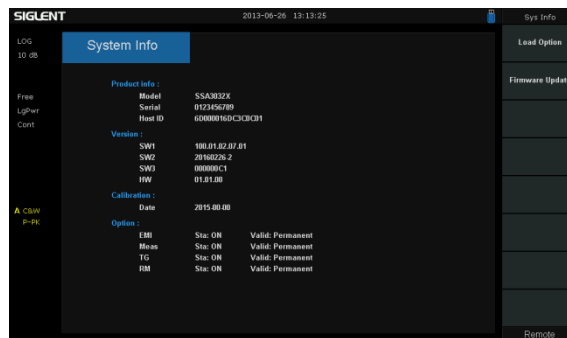 SIGLENT 2013-06-26 13:13:25 Sys Info
LOG
10 dB
Free
LgPwr
Cont
A C&W
P-PK
System Info
Product info :
Model SSA3032X
Serial 0123456789
Host ID 6D000016DC3C0C01
Version :
SW1 100.01.02.07.01
SW2 20160226-2
SW3 000000C1
HW 01.01.00
Calibration :
Date 2015-00-00
Option :
EMI Sta: ON Valid: Permanent
Meas Sta: ON Valid: Permanent
TG Sta: ON Valid: Permanent
RM Sta: ON Valid: Permanent
Load Option
Firmware Updat
Remote